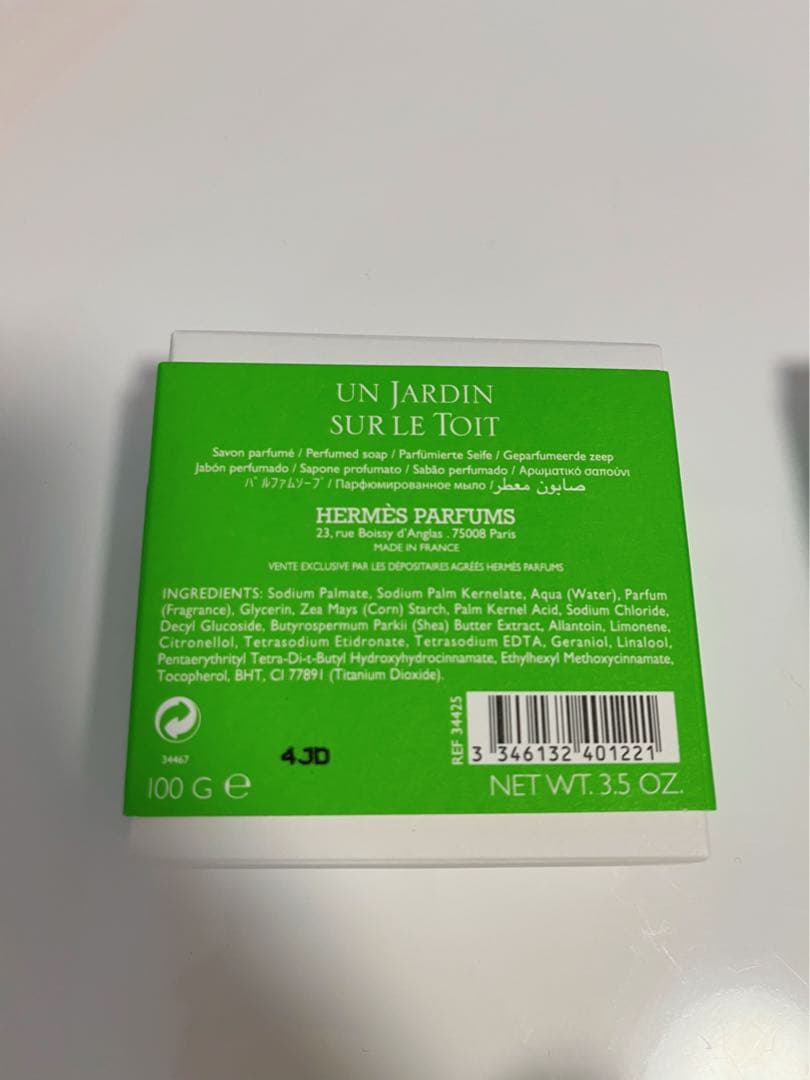 UN JARDIN
SUR LE TOIT
Savon parfumé / Perfumed soap / Parfümierte Seife / Geparfumeerde zeep
Jabón perfumado / Sapone profumato / Sabão perfumado / Αρωματικό σαπούνι
パルファムソープ / Парфюмированное мыло / صابون معطر
HERMÈS PARFUMS
23, rue Boissy d'Anglas . 75008 Paris
MADE IN FRANCE
VENTE EXCLUSIVE PAR LES DÉPOSITAIRES AGRÉÉS HERMÈS PARFUMS
INGREDIENTS: Sodium Palmate, Sodium Palm Kernelate, Aqua (Water), Parfum
(Fragrance), Glycerin, Zea Mays (Corn) Starch, Palm Kernel Acid, Sodium Chloride,
Decyl Glucoside, Butyrospermum Parkii (Shea) Butter Extract, Allantoin, Limonene,
Citronellol, Tetrasodium Etidronate, Tetrasodium EDTA, Geraniol, Linalool,
Pentaerythrityl Tetra-Di-t-Butyl Hydroxyhydrocinnamate, Ethylhexyl Methoxycinnamate,
Tocopherol, BHT, CI 77891 (Titanium Dioxide).
34467
4JD
REF 34425
3 346132 401221
100 G e
NET WT. 3.5 OZ.